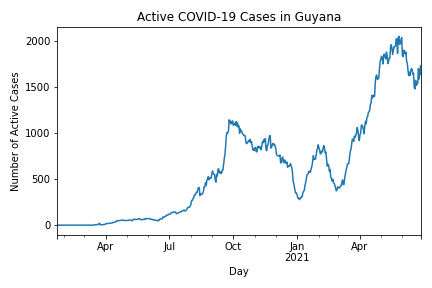 Active COVID-19 Cases in Guyana
Number of Active Cases
2000
1500
1000
500
0
Apr
Jul
Oct
Jan
2021
Apr
Day